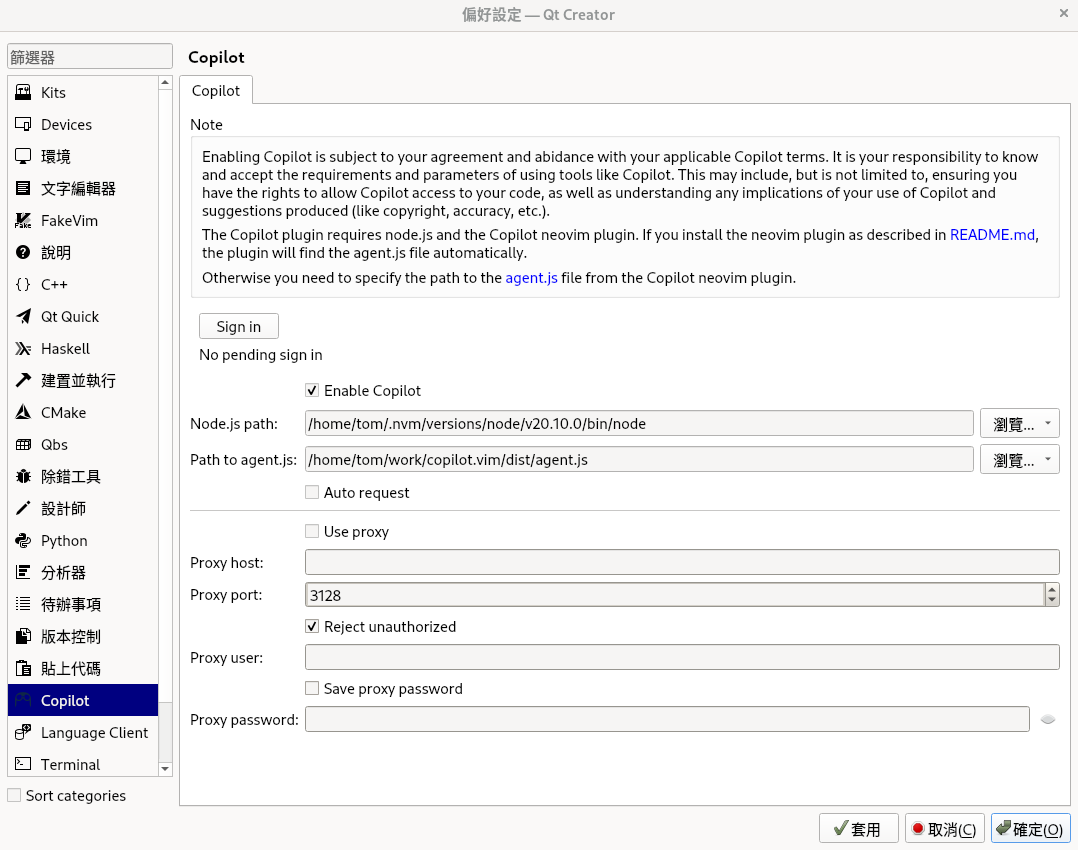 偏好設定 — Qt Creator
篩選器
Kits
Devices
環境
文字編輯器
FakeVim
說明
C++
Qt Quick
Haskell
建置並執行
CMake
Qbs
除錯工具
設計師
Python
分析器
待辦事項
版本控制
貼上代碼
Copilot
Language Client
Terminal
Sort categories
Copilot
Copilot
Note
Enabling Copilot is subject to your agreement and abidance with your applicable Copilot terms. It is your responsibility to know
and accept the requirements and parameters of using tools like Copilot. This may include, but is not limited to, ensuring you
have the rights to allow Copilot access to your code, as well as understanding any implications of your use of Copilot and
suggestions produced (like copyright, accuracy, etc.).
The Copilot plugin requires node.js and the Copilot neovim plugin. If you install the neovim plugin as described in README.md,
the plugin will find the agent.js file automatically.
Otherwise you need to specify the path to the agent.js file from the Copilot neovim plugin.
Sign in
No pending sign in
Enable Copilot
Node.js path: /home/tom/.nvm/versions/node/v20.10.0/bin/node 瀏覽...
Path to agent.js: /home/tom/work/copilot.vim/dist/agent.js 瀏覽...
Auto request
Use proxy
Proxy host:
Proxy port: 3128
Reject unauthorized
Proxy user:
Save proxy password
Proxy password:
套用 取消(C) 確定(O)